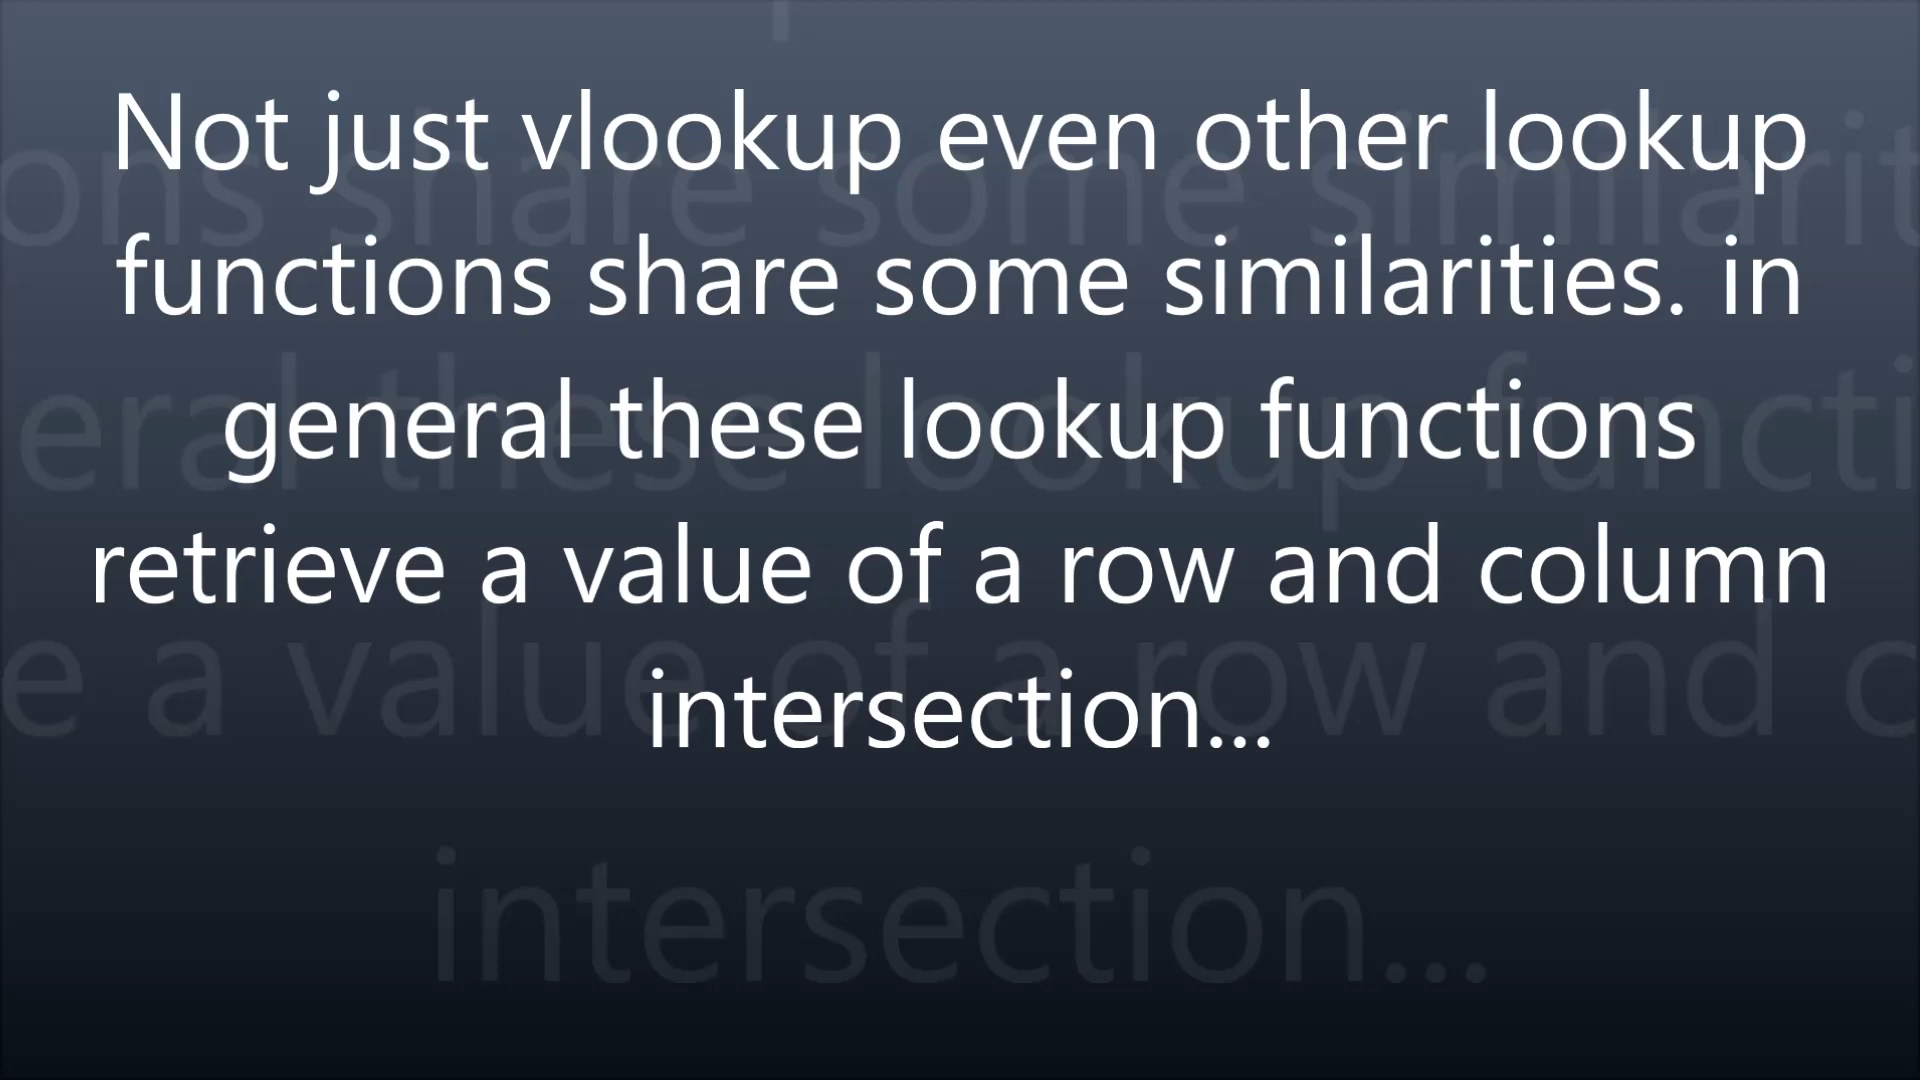 Not just vlookup even other lookup
functions share some similarities. in
general these lookup functions
retrieve a value of a row and column
intersection...